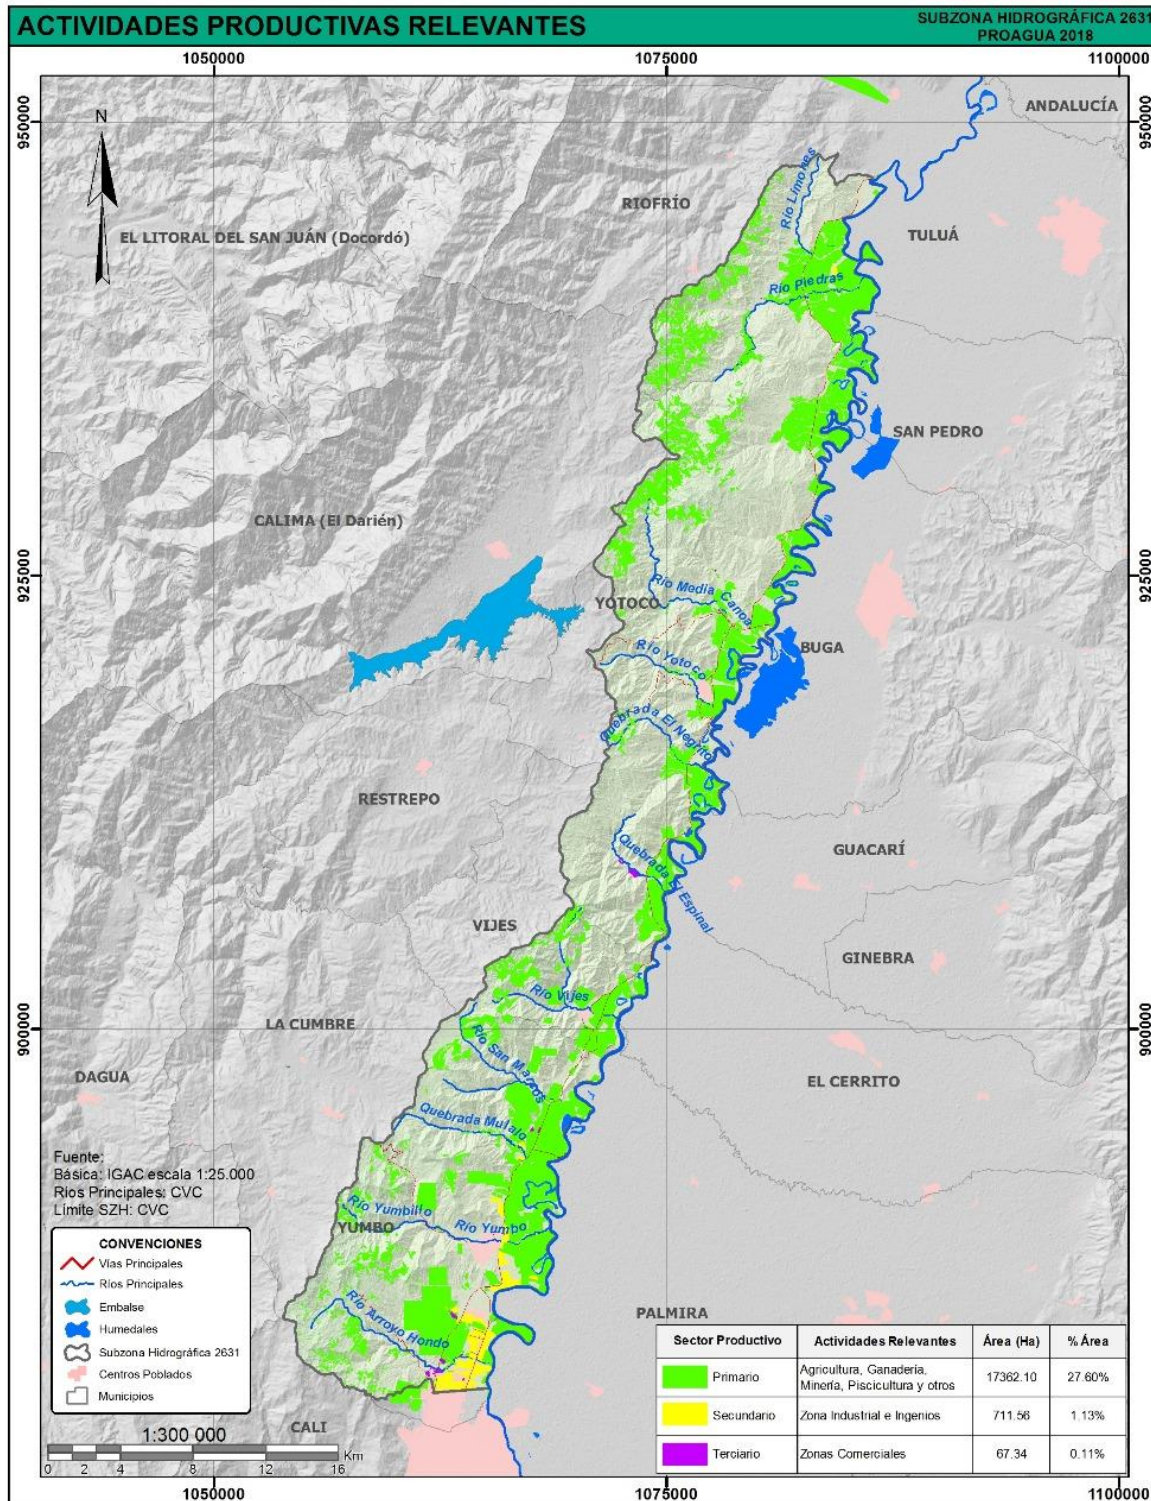 ACTIVIDADES PRODUCTIVAS RELEVANTES
SUBZONA HIDROGRÁFICA 2631
PROAGUA 2018
1050000
1075000
1100000
950000
950000
N
ANDALUCÍA
Río Limones
RIOFRÍO
EL LITORAL DEL SAN JUÁN (Docordó)
TULUÁ
Río Piedras
SAN PEDRO
CALIMA (El Darién)
925000
925000
Río Media Canoa
YOTOCO
Río Yotoco
BUGA
Quebrada El Negrito
RESTREPO
Quebrada El Espinal
GUACARÍ
VIJES
GINEBRA
Río Vijes
LA CUMBRE
900000
900000
Río San Marcos
DAGUA
EL CERRITO
Quebrada Mulalo
Fuente:
Básica: IGAC escala 1:25.000
Ríos Principales: CVC
Límite SZH: CVC
Río Yumbillo
Río Yumbo
YUMBO
Río Arroyo Hondo
PALMIRA
CALI
CONVENCIONES
Vías Principales
Ríos Principales
Embalse
Humedales
Subzona Hidrográfica 2631
Centros Poblados
Municipios
1:300 000
Km
0 2 4 8 12 16
Sector Productivo Actividades Relevantes Área (Ha) % Área
Primario Agricultura, Ganadería, 17362.10 27.60%
Minería, Piscicultura y otros
Secundario Zona Industrial e Ingenios 711.56 1.13%
Terciario Zonas Comerciales 67.34 0.11%
1050000
1075000
1100000